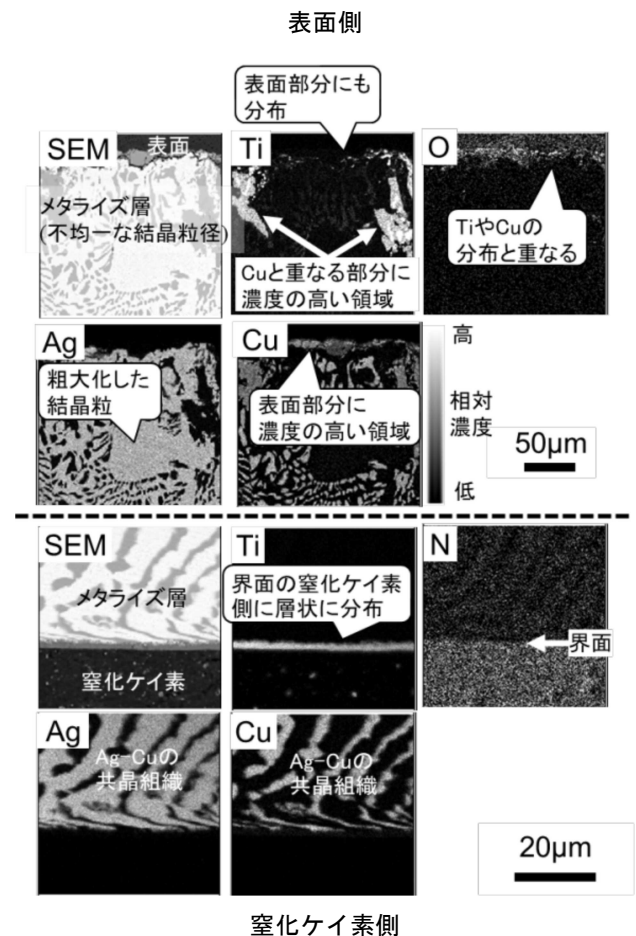 表面側
表面部分にも
分布
SEM
表面
Ti
O
メタライズ層
(不均一な結晶粒径)
TiやCuの
分布と重なる
Cuと重なる部分に
濃度の高い領域
Ag
Cu
高
粗大化した
結晶粒
表面部分に
濃度の高い領域
相対
濃度
50μm
低
SEM
Ti
N
メタライズ層
界面の窒化ケイ素
側に層状に分布
界面
窒化ケイ素
Ag
Cu
Ag-Cuの
共晶組織
Ag-Cuの
共晶組織
20μm
窒化ケイ素側